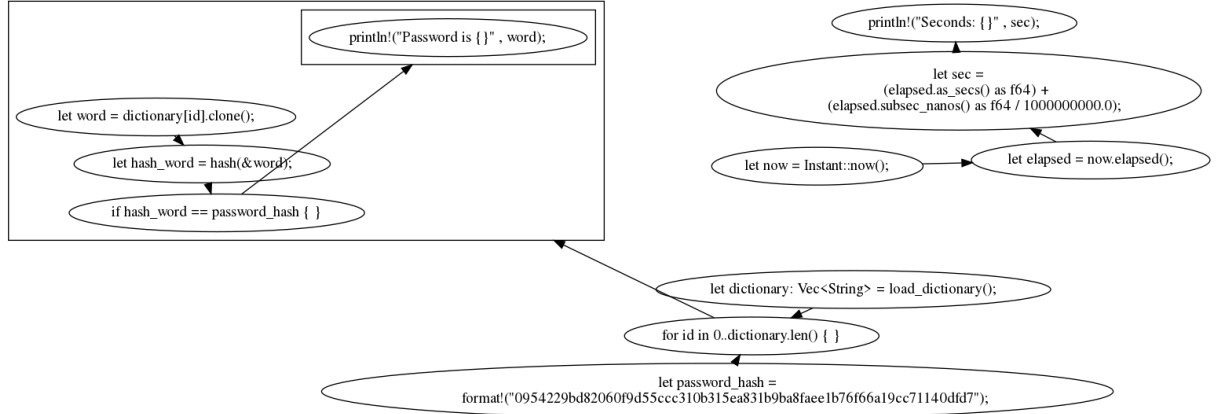 println!("Password is {}" , word);
let word = dictionary[id].clone();
let hash_word = hash(&word);
if hash_word == password_hash { }
println!("Seconds: {}" , sec);
let sec =
(elapsed.as_secs() as f64) +
(elapsed.subsec_nanos() as f64 / 1000000000.0);
let now = Instant::now();
let elapsed = now.elapsed();
let dictionary: Vec<String> = load_dictionary();
for id in 0..dictionary.len() { }
let password_hash =
format!("0954229bd82060f9d55ccc310b315ea831b9ba8faee1b76f66a19cc71140dfd7");